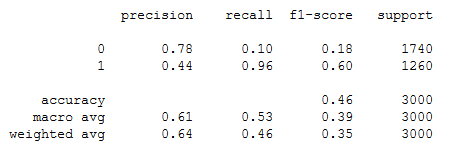 precision recall f1-score support
0 0.78 0.10 0.18 1740
1 0.44 0.96 0.60 1260
accuracy 0.46 3000
macro avg 0.61 0.53 0.39 3000
weighted avg 0.64 0.46 0.35 3000